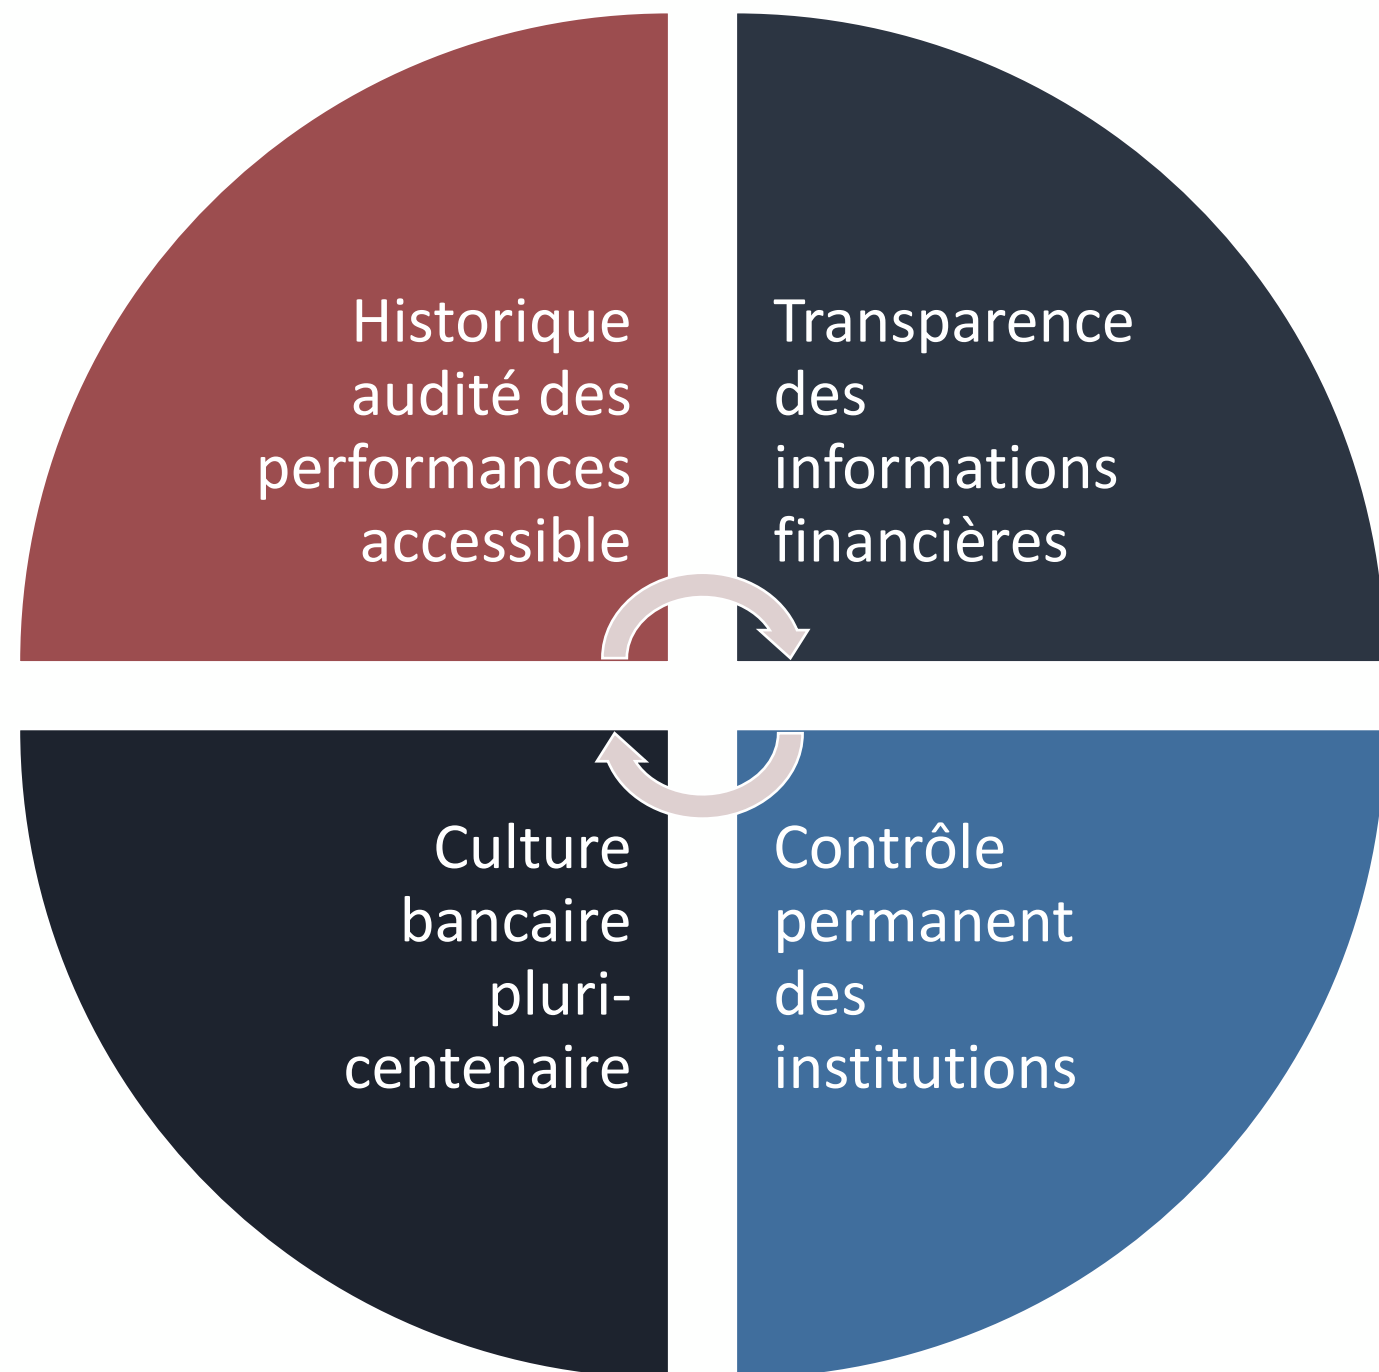 Historique
audité des
performances
accessible
Transparence
des
informations
financières
Culture
bancaire
pluri-
centenaire
Contrôle
permanent
des
institutions